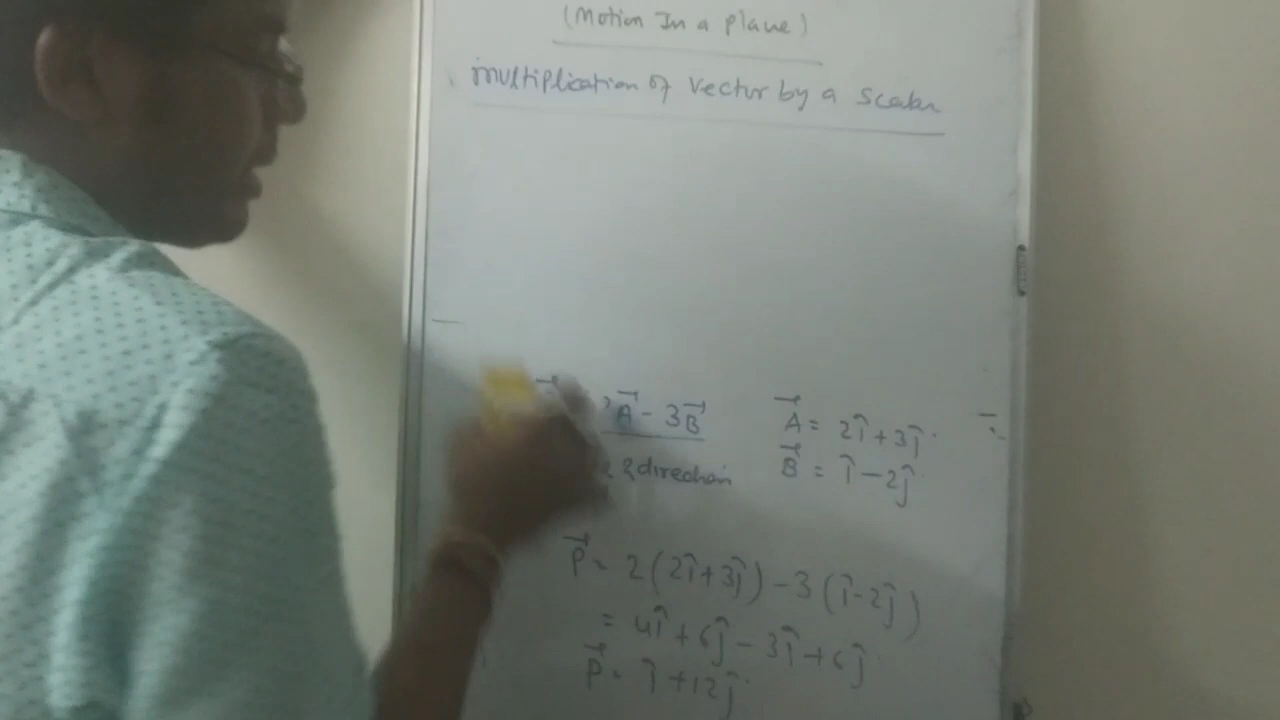 (Motion In a plane)
multiplication of vector by a scalar
A⃗ - 3B⃗
A⃗ = 2î + 3ĵ
direction
B⃗ = î - 2ĵ
P⃗ = 2(2î+3ĵ) - 3(î-2ĵ)
= 4î + 6ĵ - 3î + 6ĵ
P⃗ = î + 12ĵ